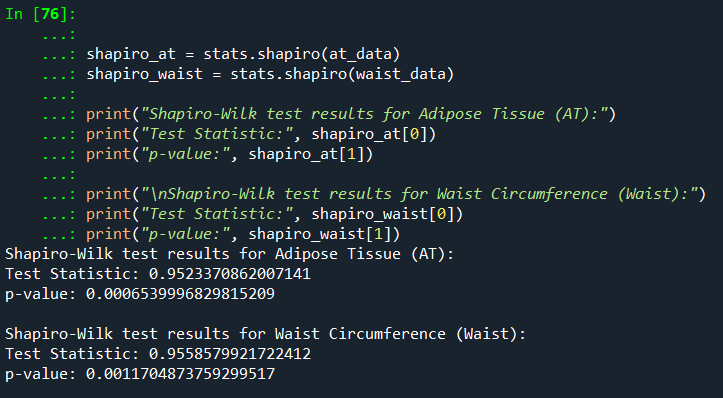 In [76]:
...:
...: shapiro_at = stats.shapiro(at_data)
...: shapiro_waist = stats.shapiro(waist_data)
...:
...: print("Shapiro-Wilk test results for Adipose Tissue (AT):")
...: print("Test Statistic:", shapiro_at[0])
...: print("p-value:", shapiro_at[1])
...:
...: print("\nShapiro-Wilk test results for Waist Circumference (Waist):")
...: print("Test Statistic:", shapiro_waist[0])
...: print("p-value:", shapiro_waist[1])
Shapiro-Wilk test results for Adipose Tissue (AT):
Test Statistic: 0.9523370862007141
p-value: 0.0006539996829815209

Shapiro-Wilk test results for Waist Circumference (Waist):
Test Statistic: 0.9558579921722412
p-value: 0.0011704873759299517